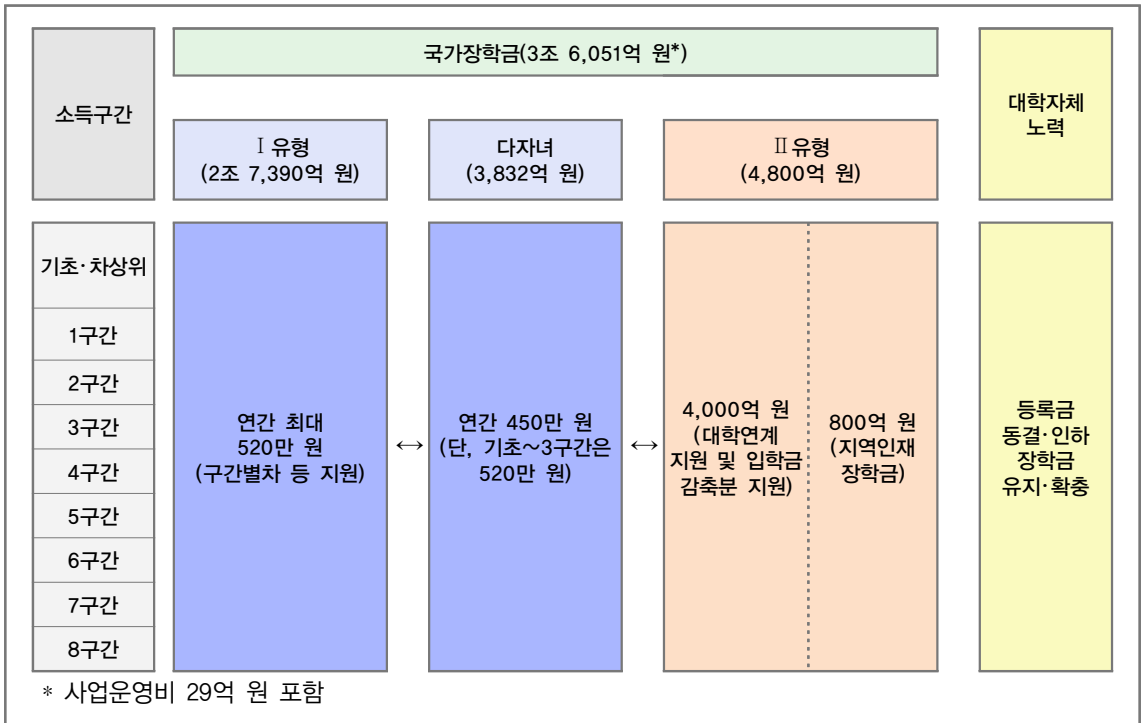 국가장학금(3조 6,051억 원*)
소득구간
대학자체
노력
Ⅰ유형
(2조 7,390억 원)
다자녀
(3,832억 원)
Ⅱ유형
(4,800억 원)
기초·차상위
1구간
2구간
3구간
4구간
5구간
6구간
7구간
8구간
연간 최대
520만 원
(구간별차 등 지원)
↔
연간 450만 원
(단, 기초~3구간은
520만 원)
↔
4,000억 원
(대학연계
지원 및 입학금
감축분 지원)
800억 원
(지역인재
장학금)
등록금
동결·인하
장학금
유지·확충
* 사업운영비 29억 원 포함